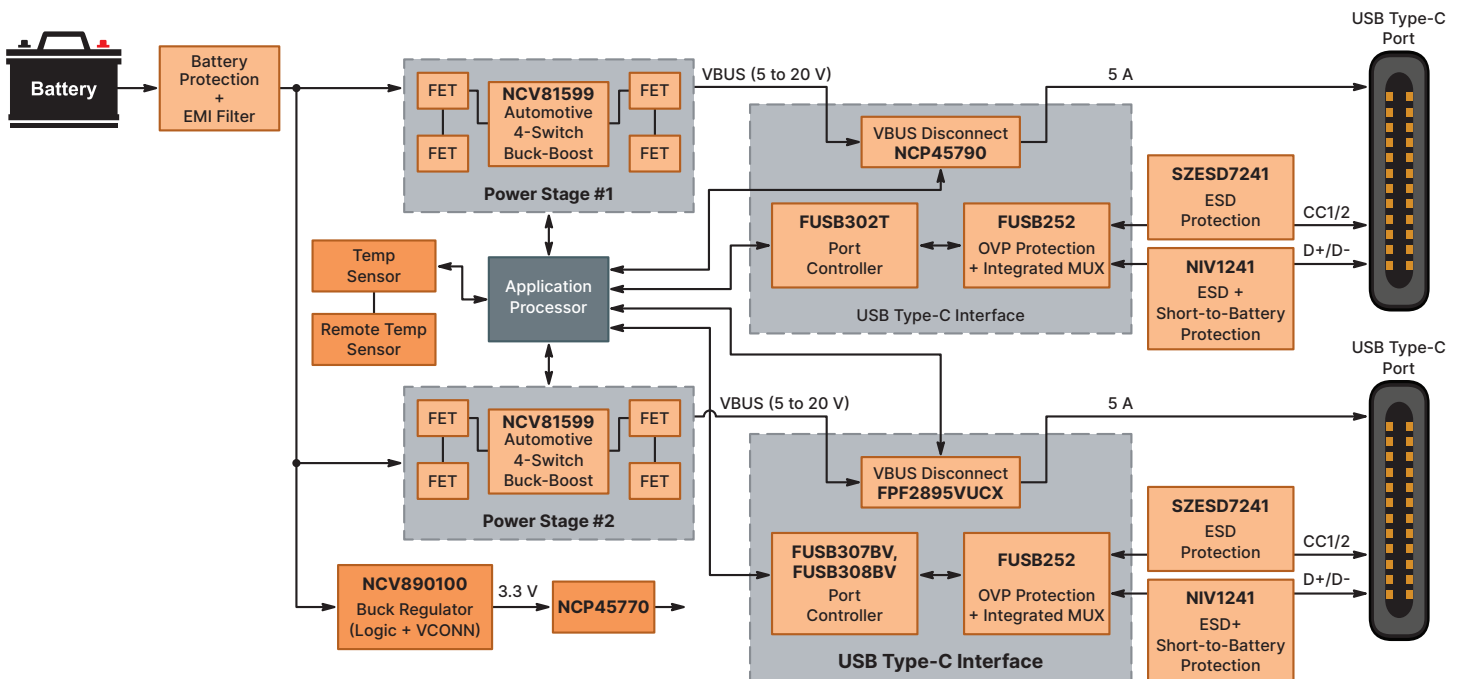 USB Type-C
Port
Battery
Battery
Protection
+
EMI Filter
FET
FET
NCV81599
Automotive
4-Switch
Buck-Boost
FET
FET
Power Stage #1
VBUS (5 to 20 V)
5 A
VBUS Disconnect
NCP45790
FUSB302T
Port
Controller
FUSB252
OVP Protection
+ Integrated MUX
USB Type-C Interface
SZESD7241
ESD
Protection
CC1/2
D+/D-
NIV1241
ESD +
Short-to-Battery
Protection
Temp
Sensor
Remote Temp
Sensor
Application
Processor
USB Type-C
Port
FET
FET
NCV81599
Automotive
4-Switch
Buck-Boost
FET
FET
Power Stage #2
VBUS (5 to 20 V)
5 A
VBUS Disconnect
FPF2895VUCX
FUSB307BV,
FUSB308BV
Port
Controller
FUSB252
OVP Protection
+ Integrated MUX
USB Type-C Interface
SZESD7241
ESD
Protection
CC1/2
D+/D-
NIV1241
ESD+
Short-to-Battery
Protection
NCV890100
Buck Regulator
(Logic + VCONN)
3.3 V
NCP45770